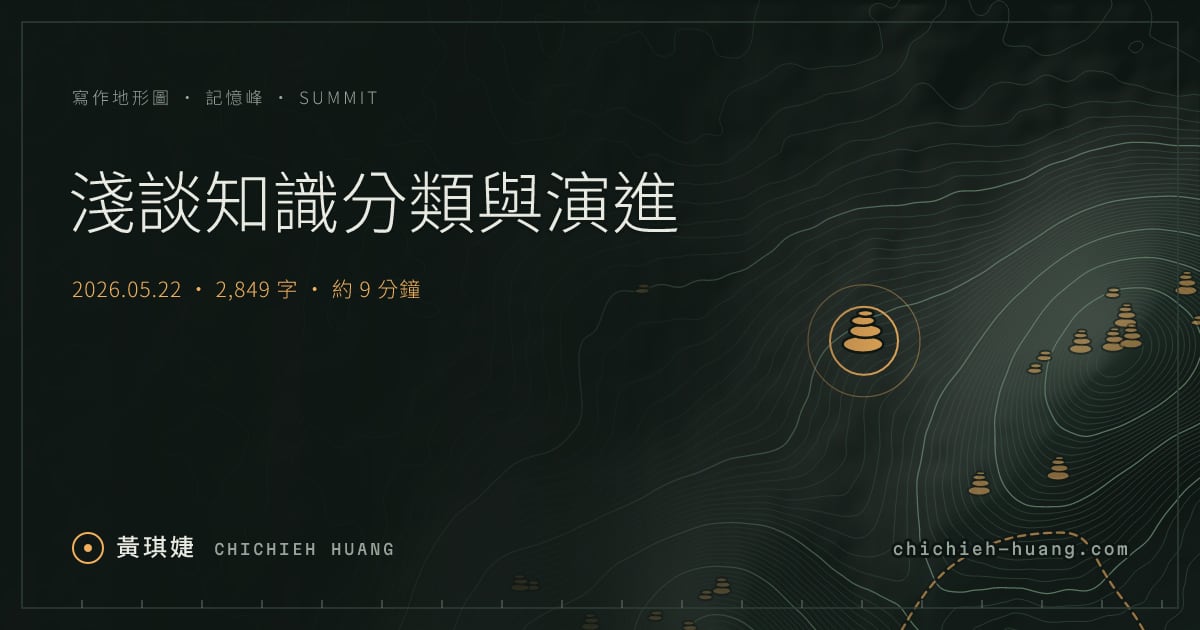 寫作地形圖 · 記憶峰 · SUMMIT
淺談知識分類與演進
2026.05.22 · 2,849 字 · 約 9 分鐘
黃琪婕 CHICHIEH HUANG
chichieh-huang.com